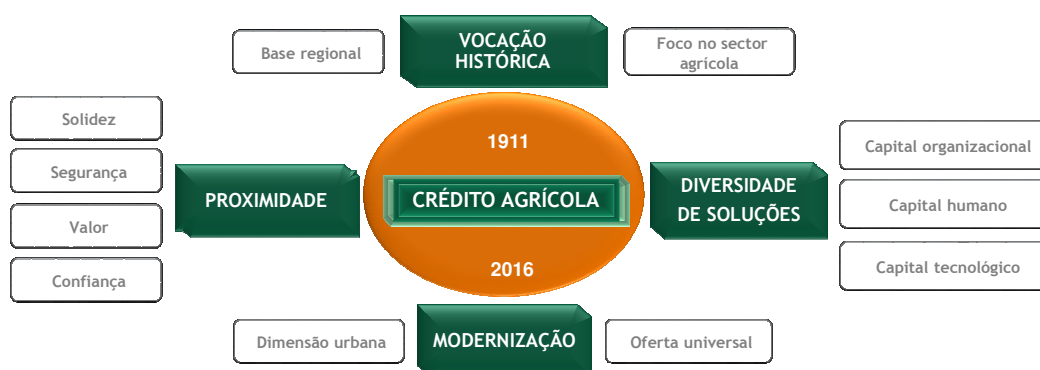 Base regional
VOCAÇÃO
HISTÓRICA
Foco no sector
agrícola
Solidez
Segurança
Valor
Confiança
PROXIMIDADE
1911
CRÉDITO AGRÍCOLA
2016
DIVERSIDADE
DE SOLUÇÕES
Capital organizacional
Capital humano
Capital tecnológico
Dimensão urbana
MODERNIZAÇÃO
Oferta universal